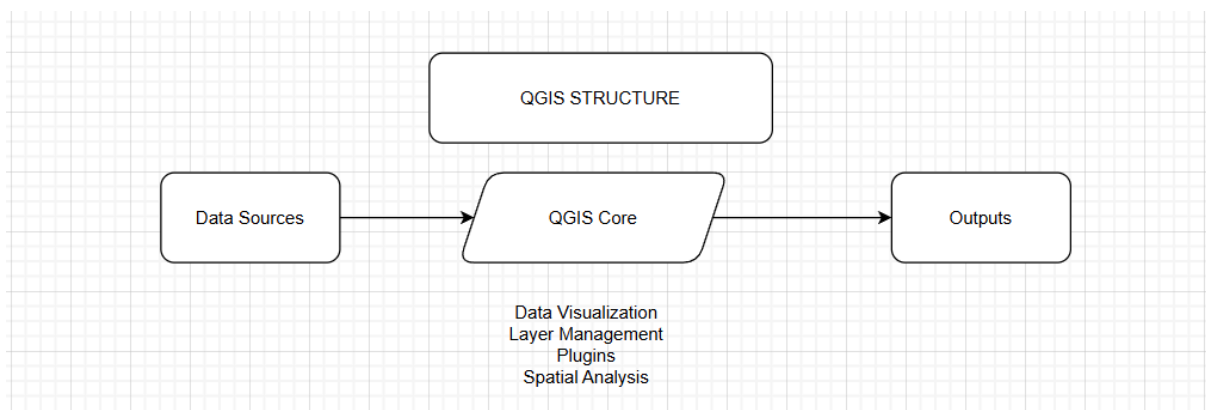 QGIS STRUCTURE
Data Sources
QGIS Core
Outputs
Data Visualization
Layer Management
Plugins
Spatial Analysis